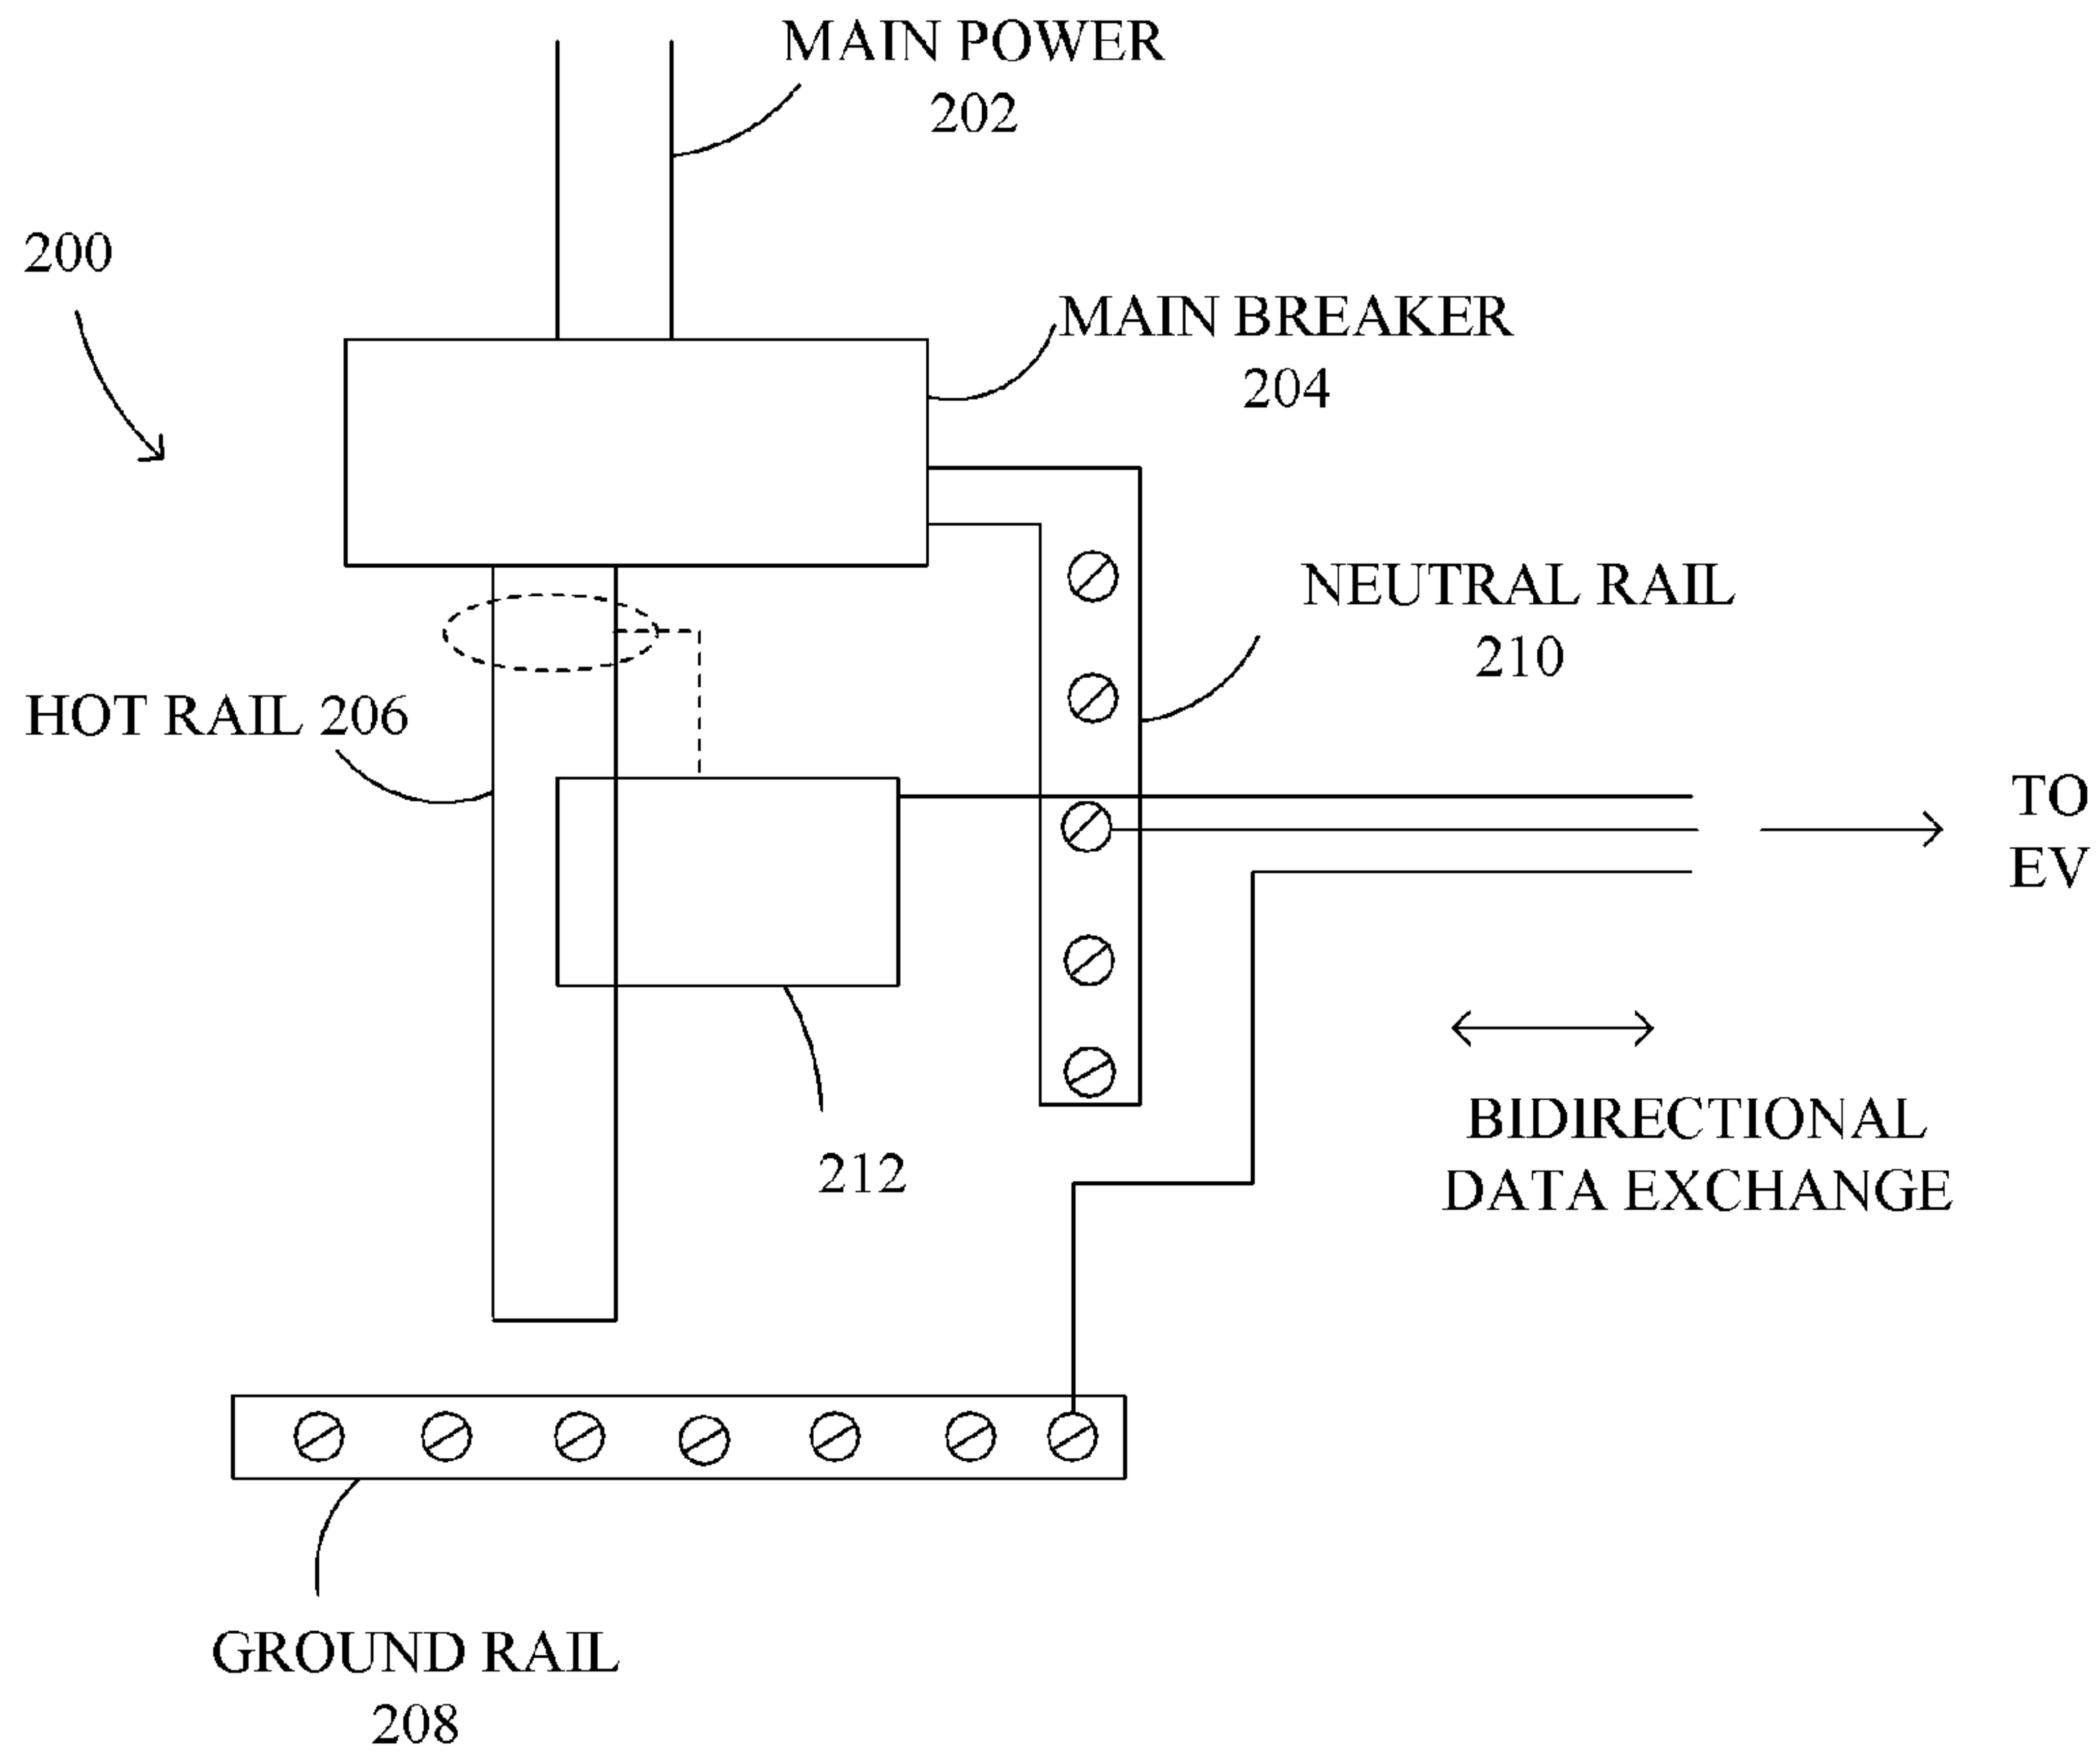 MAIN POWER
202
200
MAIN BREAKER
204
NEUTRAL RAIL
210
HOT RAIL 206
TO
EV
BIDIRECTIONAL
DATA EXCHANGE
212
GROUND RAIL
208